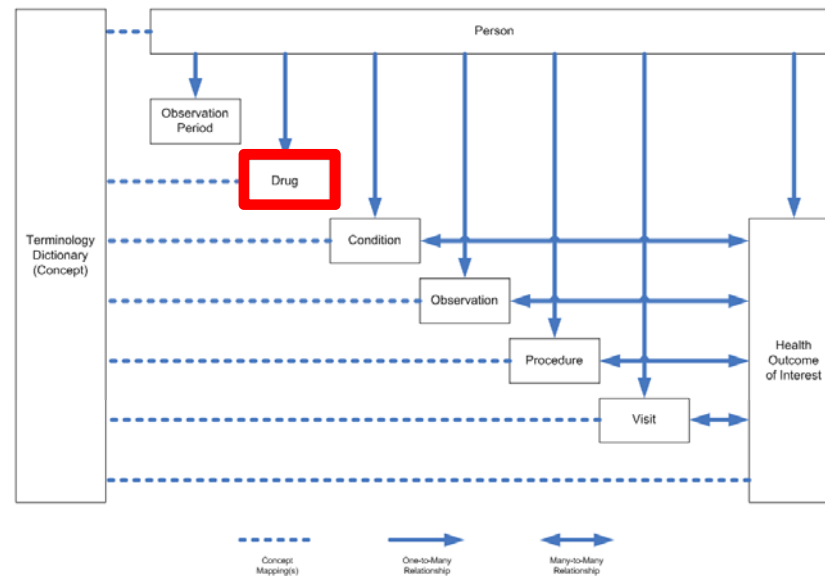 Person
Observation
Period
Drug
Terminology
Dictionary
(Concept)
Condition
Observation
Procedure
Health
Outcome
of Interest
Visit
Concept
Mapping(s)
One-to-Many
Relationship
Many-to-Many
Relationship